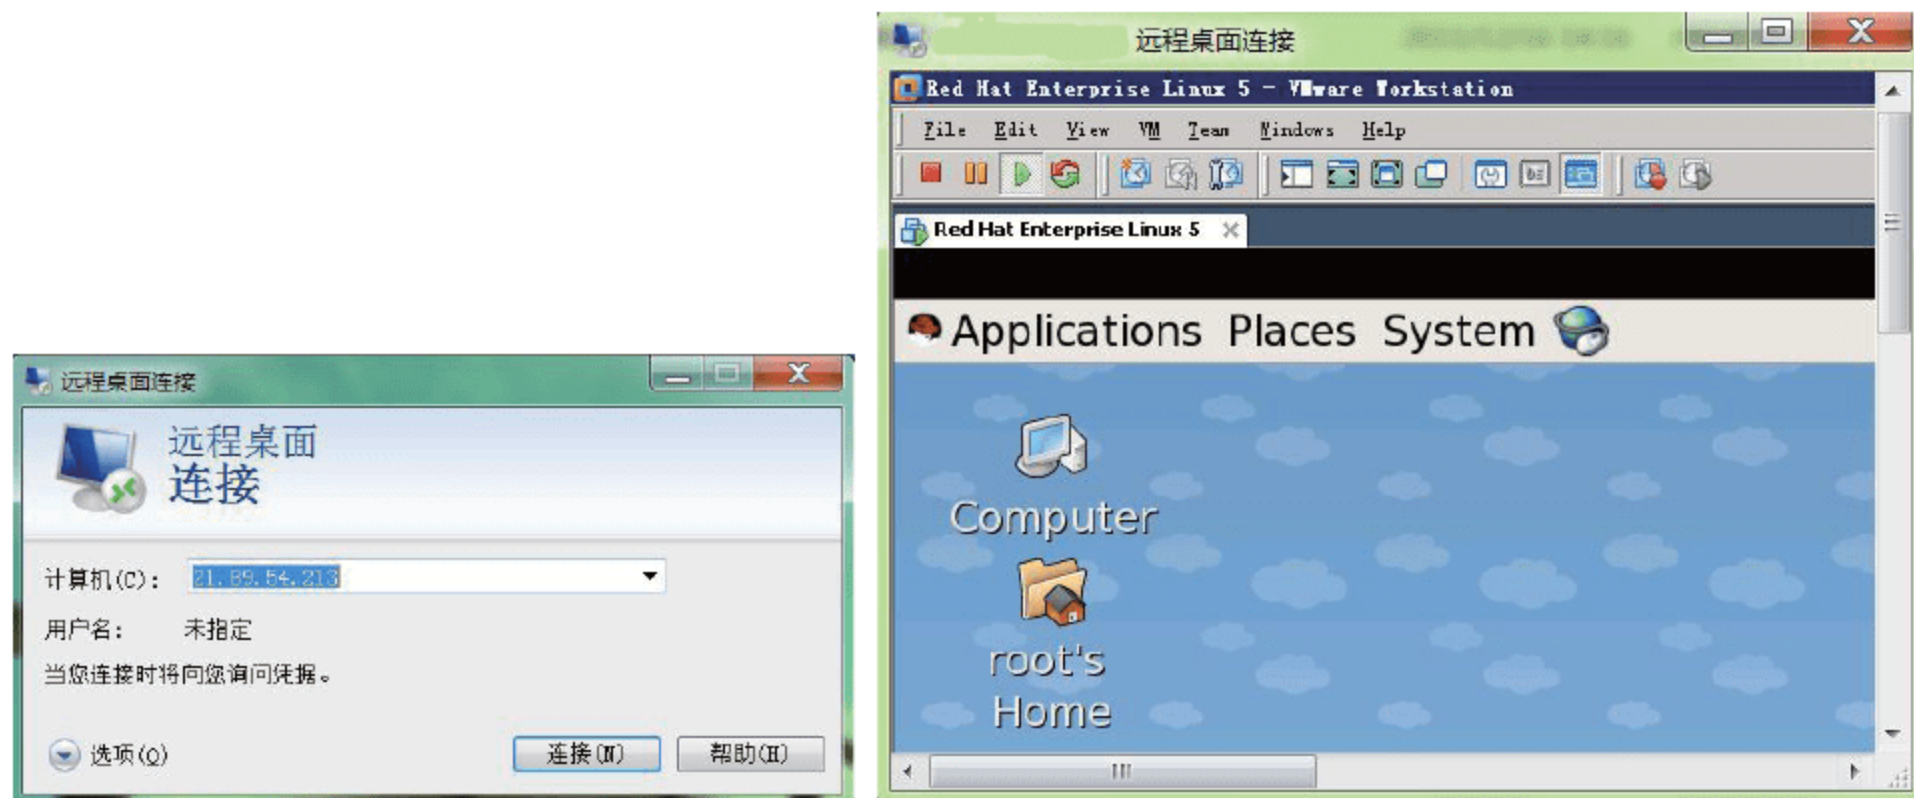 远程桌面连接
远程桌面
连接
计算机(C):
21.89.54.213
用户名:
未指定
当您连接时将向您询问凭据。
选项(O)
连接(N)
帮助(H)
远程桌面连接
Red Hat Enterprise Linux 5 - VMware Workstation
File Edit View VM Team Windows Help
Red Hat Enterprise Linux 5
Applications Places System
Computer
root's
Home